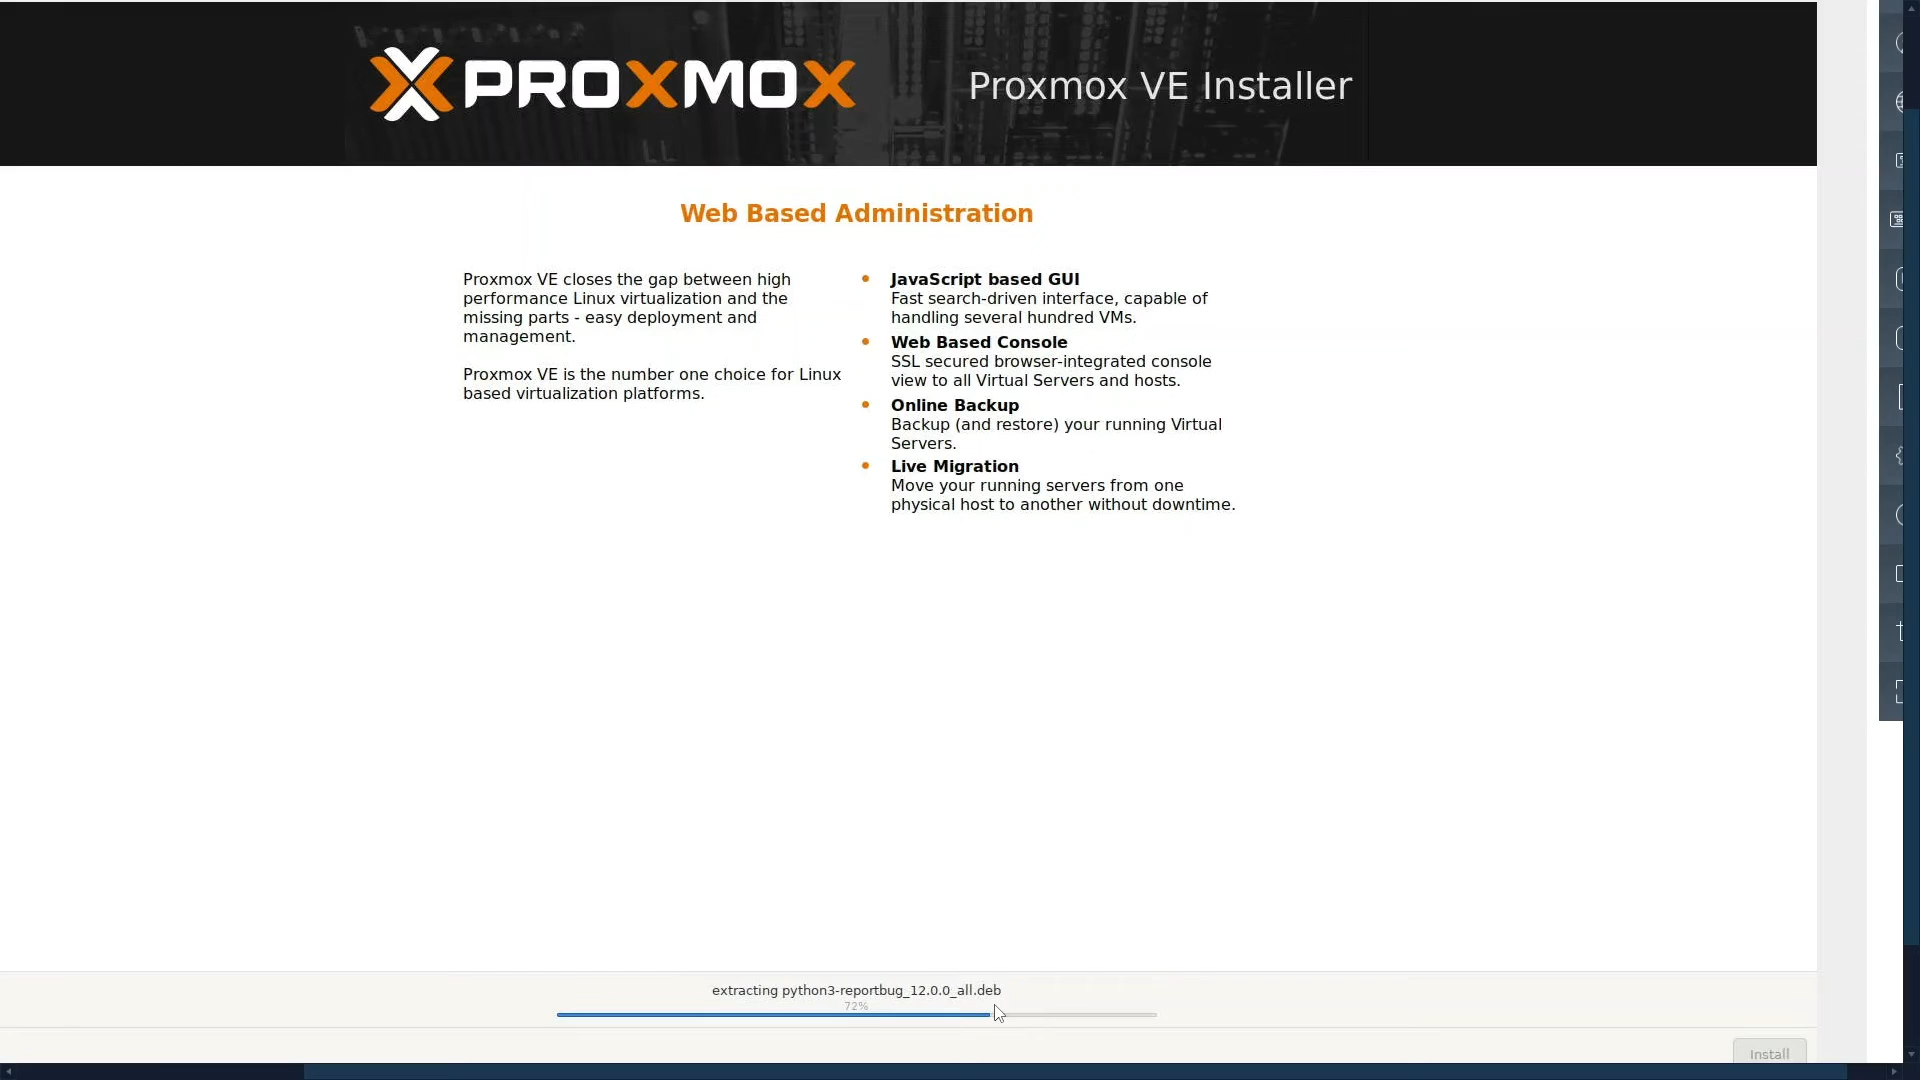 PROXMOX
Proxmox VE Installer
Web Based Administration
Proxmox VE closes the gap between high
performance Linux virtualization and the
missing parts - easy deployment and
management.
Proxmox VE is the number one choice for Linux
based virtualization platforms.
JavaScript based GUI
Fast search-driven interface, capable of
handling several hundred VMs.
Web Based Console
SSL secured browser-integrated console
view to all Virtual Servers and hosts.
Online Backup
Backup (and restore) your running Virtual
Servers.
Live Migration
Move your running servers from one
physical host to another without downtime.
extracting python3-reportbug_12.0.0_all.deb
72%
Install